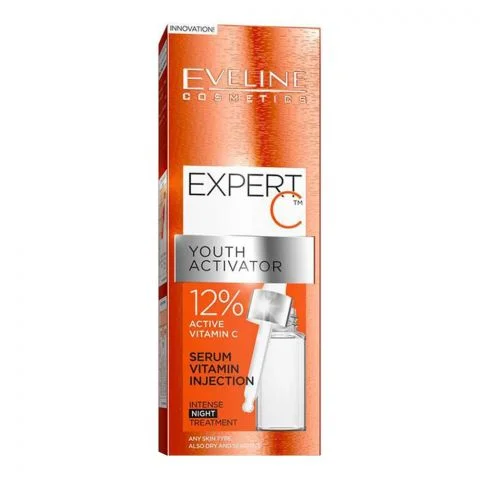 INNOVATION!
EVELINE
COSMETICS
EXPERT
C™
YOUTH
ACTIVATOR
12%
ACTIVE
VITAMIN C
SERUM
VITAMIN
INJECTION
INTENSE
NIGHT
TREATMENT
ANY SKIN TYPE
ALSO DRY AND